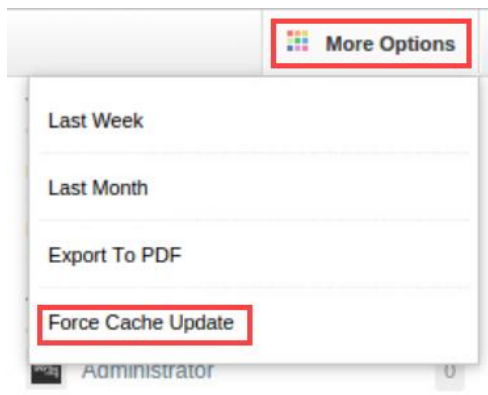 More Options
Last Week
Last Month
Export To PDF
Force Cache Update
Administrator
0